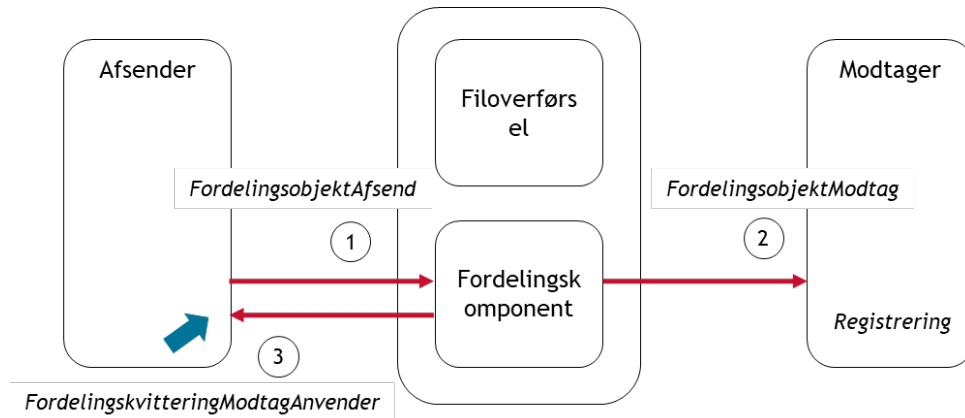 Afsender
Filoverførs
el
Modtager
FordelingsobjektAfsend
FordelingsobjektModtag
1
2
Fordelingsk
omponent
Registrering
3
FordelingskvitteringModtagAnvender